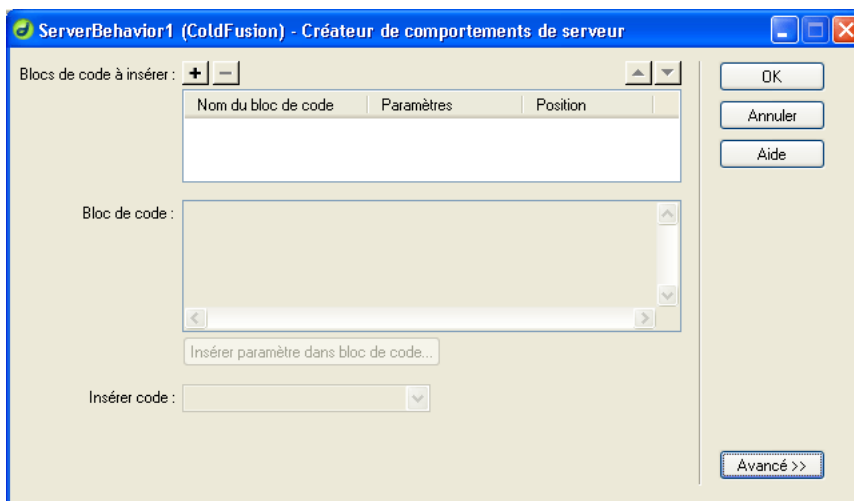 ServerBehavior1 (ColdFusion) - Créateur de comportements de serveur
Blocs de code à insérer :
Nom du bloc de code Paramètres Position
Bloc de code :
Insérer paramètre dans bloc de code...
Insérer code :
OK
Annuler
Aide
Avancé >>